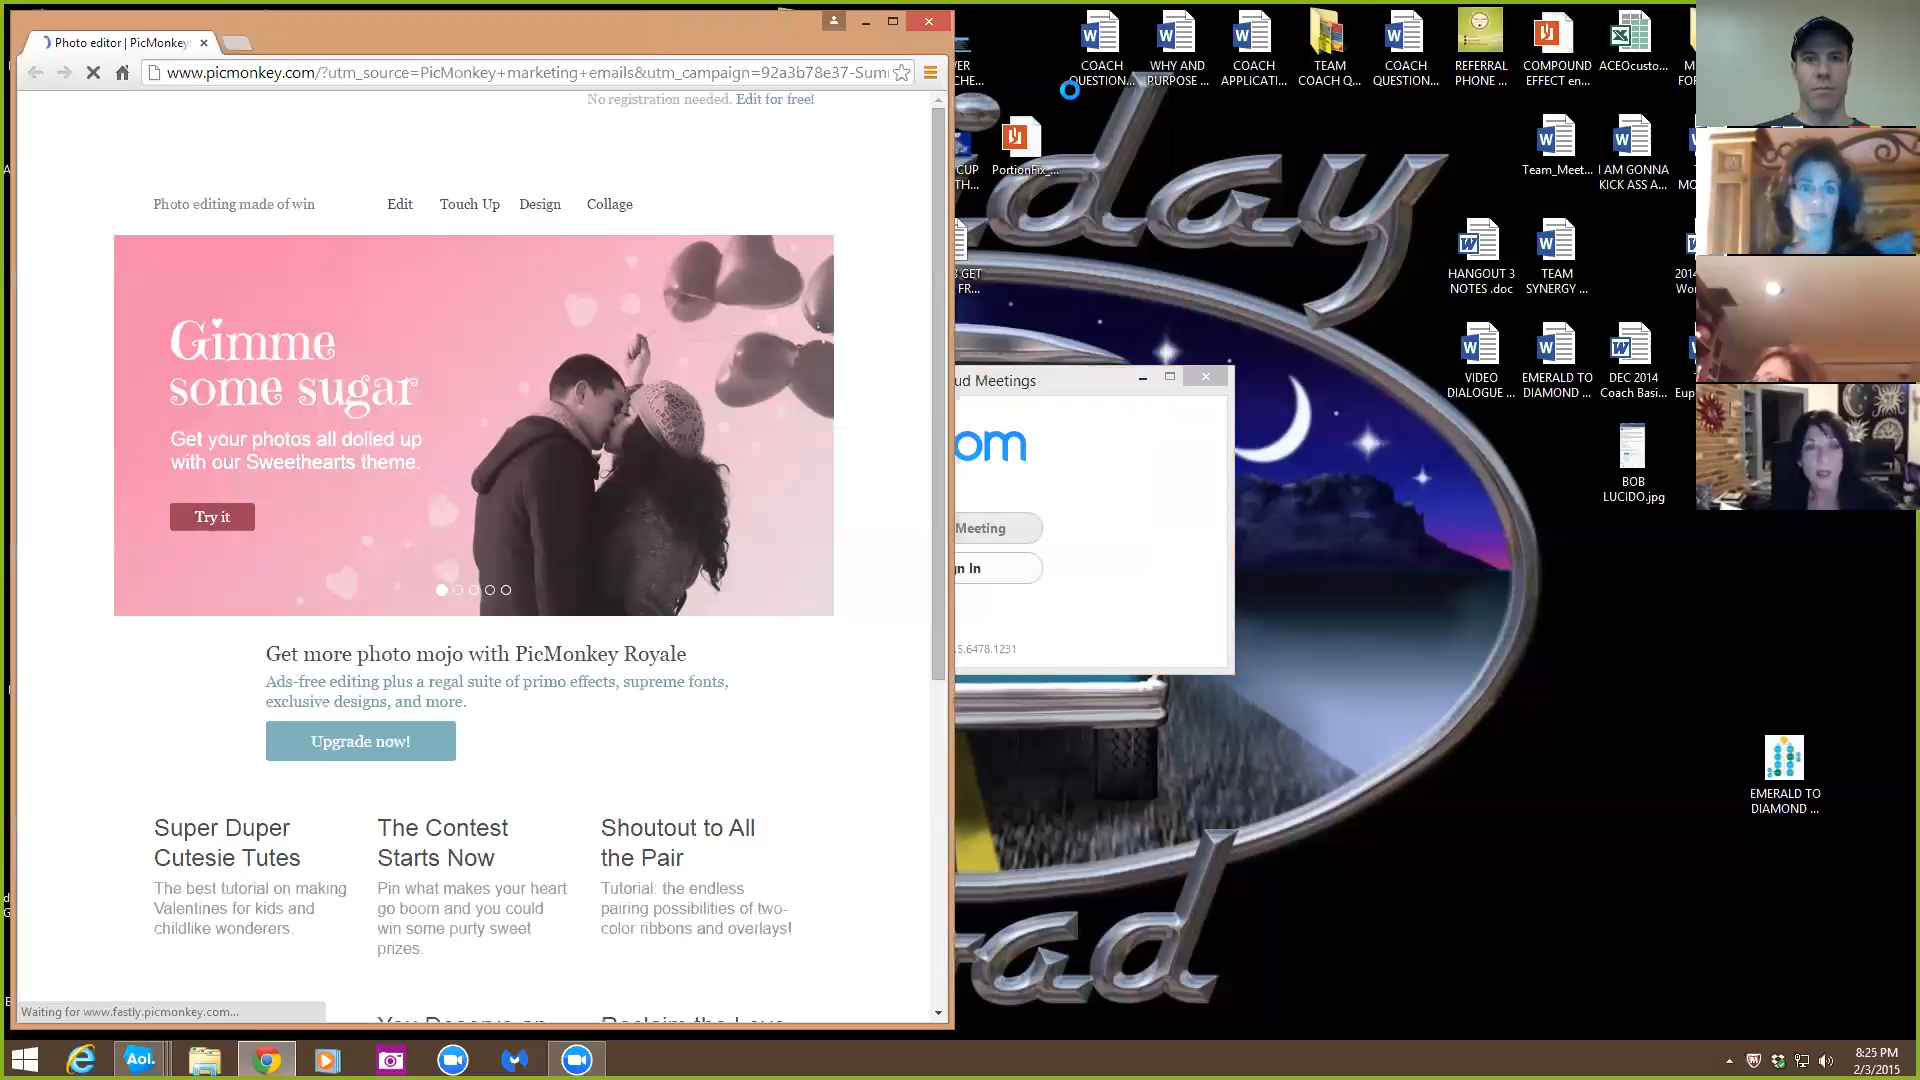 Photo editor | PicMonkey:
www.picmonkey.com/?utm_source=PicMonkey+marketing+emails&utm_campaign=92a3b78e37-Sum
No registration needed. Edit for free!
Photo editing made of win
Edit
Touch Up
Design
Collage
Gimme
some sugar
Get your photos all dolled up
with our Sweethearts theme.
Try it
Get more photo mojo with PicMonkey Royale
Ads-free editing plus a regal suite of primo effects, supreme fonts,
exclusive designs, and more.
Upgrade now!
Super Duper
Cutesie Tutes
The best tutorial on making
Valentines for kids and
childlike wonderers.
The Contest
Starts Now
Pin what makes your heart
go boom and you could
win some purty sweet
prizes.
Shoutout to All
the Pair
Tutorial: the endless
pairing possibilities of two-
color ribbons and overlays!
Waiting for www.fastly.picmonkey.com...
COACH
QUESTION...
WHY AND
PURPOSE ...
COACH
APPLICATI...
TEAM
COACH Q...
COACH
QUESTION...
REFERRAL
PHONE ...
COMPOUND
EFFECT en...
ACEOcusto...
PortionFix_...
Team_Meet...
I AM GONNA
KICK ASS A...
HANGOUT 3
NOTES .doc
TEAM
SYNERGY ...
VIDEO
DIALOGUE ...
EMERALD TO
DIAMOND ...
DEC 2014
Coach Basi...
BOB
LUCIDO.jpg
EMERALD TO
DIAMOND ...
ud Meetings
om
Meeting
gn In
.5.6478.1231
day
ad
Aol.
8:25 PM
2/3/2015